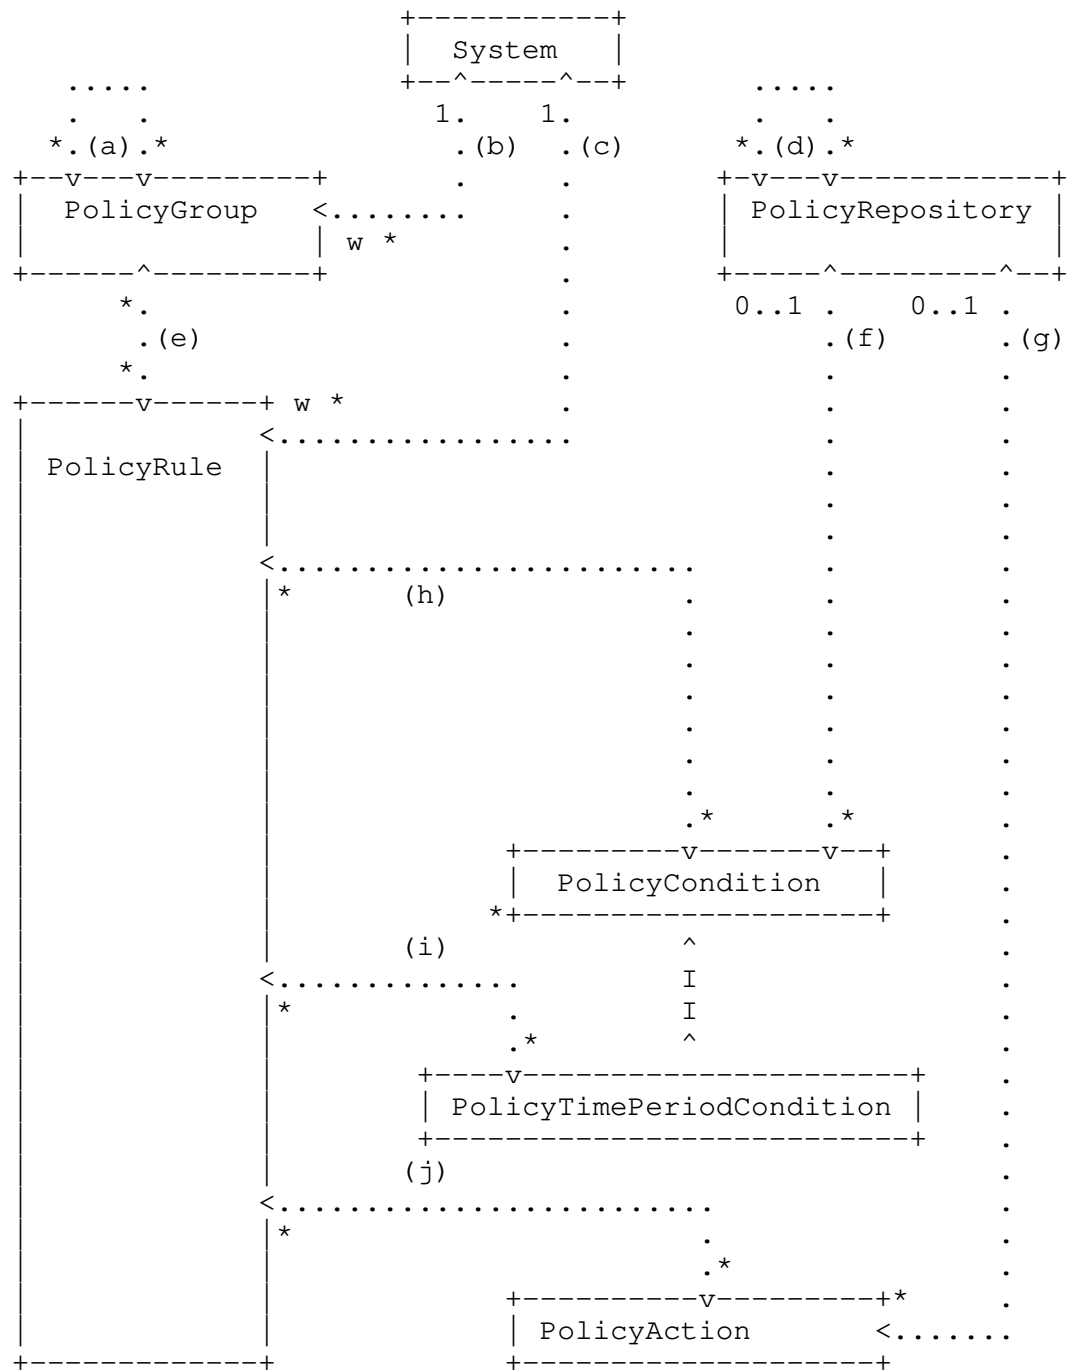 +-----------+
                      |  System   |
   .....              +--^-----^--+       .....
   .   .                1.    1.          .   .
  *.(a).*                .(b)  .(c)      *.(d).*
+--v---v---------+       .     .        +-v---v------------+
|  PolicyGroup   <........     .        | PolicyRepository |
|                | w *         .        |                  |
+------^---------+             .        +-----^---------^--+
      *.                       .         0..1 .    0..1 .
       .(e)                    .              .(f)      .(g)
      *.                       .              .         .
+------v------+ w *            .              .         .
|             <.................              .         .
| PolicyRule  |                               .         .
|             |                               .         .
|             |                               .         .
|             <........................       .         .
|             |*      (h)             .       .         .
|             |                       .       .         .
|             |                       .       .         .
|             |                       .       .         .
|             |                       .       .         .
|             |                       .       .         .
|             |                       .       .         .
|             |                       .*      .*        .
|             |             +---------v-------v--+      .
|             |             |  PolicyCondition   |      .
|             |            *+--------------------+      .
|             |       (i)             ^                 .
|             <..............         I                 .
|             |*            .         I                 .
|             |             .*        ^                 .
|             |        +----v----------------------+    .
|             |        | PolicyTimePeriodCondition |    .
|             |        +---------------------------+    .
|             |       (j)                               .
|             <.........................                .
|             |*                       .                .
|             |                        .*               .
|             |             +----------v---------+*     .
|             |             | PolicyAction       <.......
+-------------+             +--------------------+